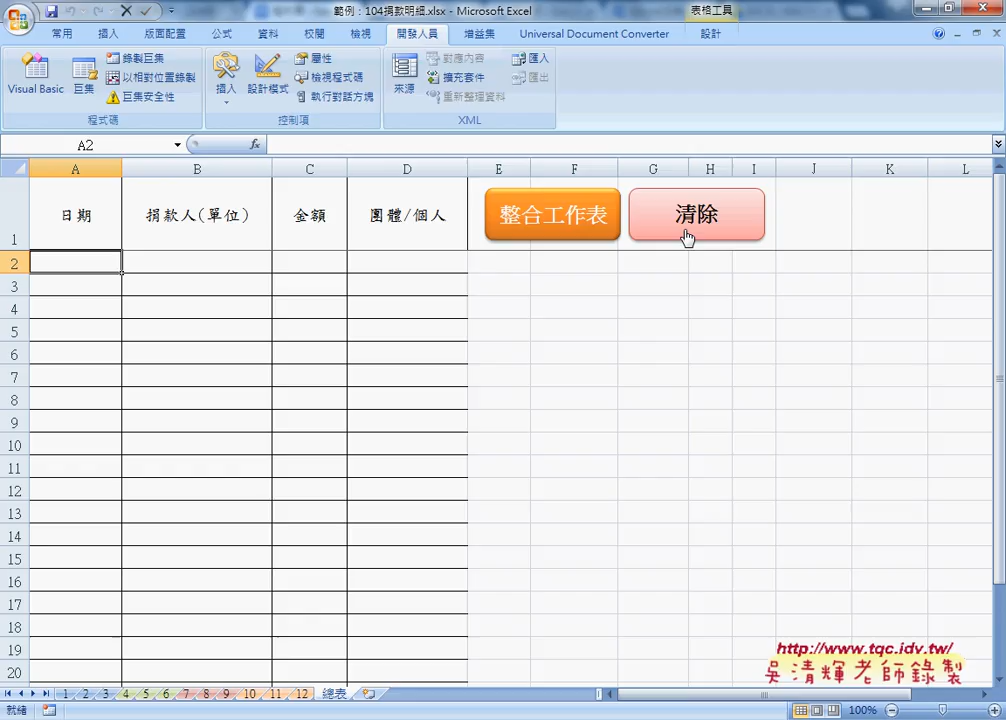 範例：104捐款明細.xlsx - Microsoft Excel
表格工具
常用 插入 版面配置 公式 資料 校閱 檢視 開發人員 增益集 Universal Document Converter 設計
Visual Basic
巨集
錄製巨集
以相對位置錄製
巨集安全性
程式碼
插入
設計模式
屬性
檢視程式碼
執行對話方塊
控制項
來源
對應內容
擴充套件
重新整理資料
匯入
匯出
XML
A2
fx
A B C D E F G H I J K L
1 日期 捐款人(單位) 金額 團體/個人 整合工作表 清除
2
3
4
5
6
7
8
9
10
11
12
13
14
15
16
17
18
19
20
http://www.tqc.idv.tw/
吳清輝老師錄製
1 2 3 4 5 6 7 8 9 10 11 12 總表
就緒
100%